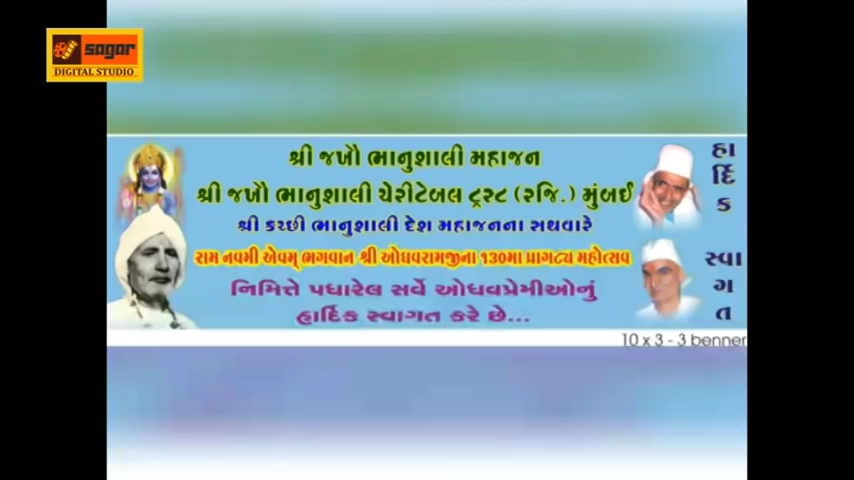 श्री sagar
DIGITAL STUDIO
શ્રી જખૌ ભાનુશાલી મહાજન
શ્રી જખૌ ભાનુશાલી ચેરીટેબલ ટ્રસ્ટ (રજિ.) મુંબઈ
શ્રી કચ્છી ભાનુશાલી દેશ મહાજનના સથવારે
રામ નવમી એવમ્ ભગવાન શ્રી ઓધવરામજીના ૧૩૦મા પ્રાગટ્ય મહોત્સવ
નિમિત્તે પધારેલ સર્વે ઓધવપ્રેમીઓનું
હાર્દિક સ્વાગત કરે છે...
હાર્દિક
સ્વાગત
10 x 3 - 3 benner